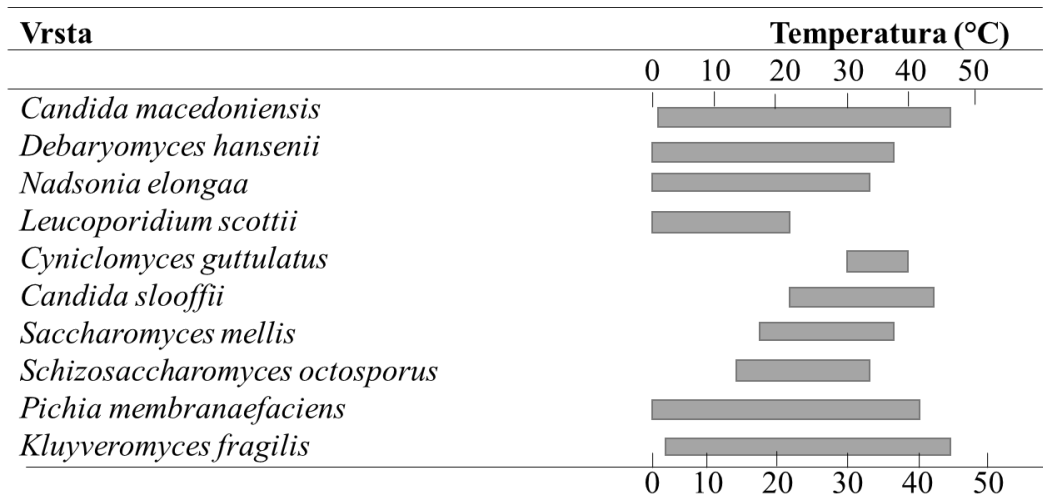 Vrsta Temperatura (°C)
0 10 20 30 40 50
Candida macedoniensis
Debaryomyces hansenii
Nadsonia elongaa
Leucoporidium scottii
Cyniclomyces guttulatus
Candida slooffii
Saccharomyces mellis
Schizosaccharomyces octosporus
Pichia membranaefaciens
Kluyveromyces fragilis
0 10 20 30 40 50